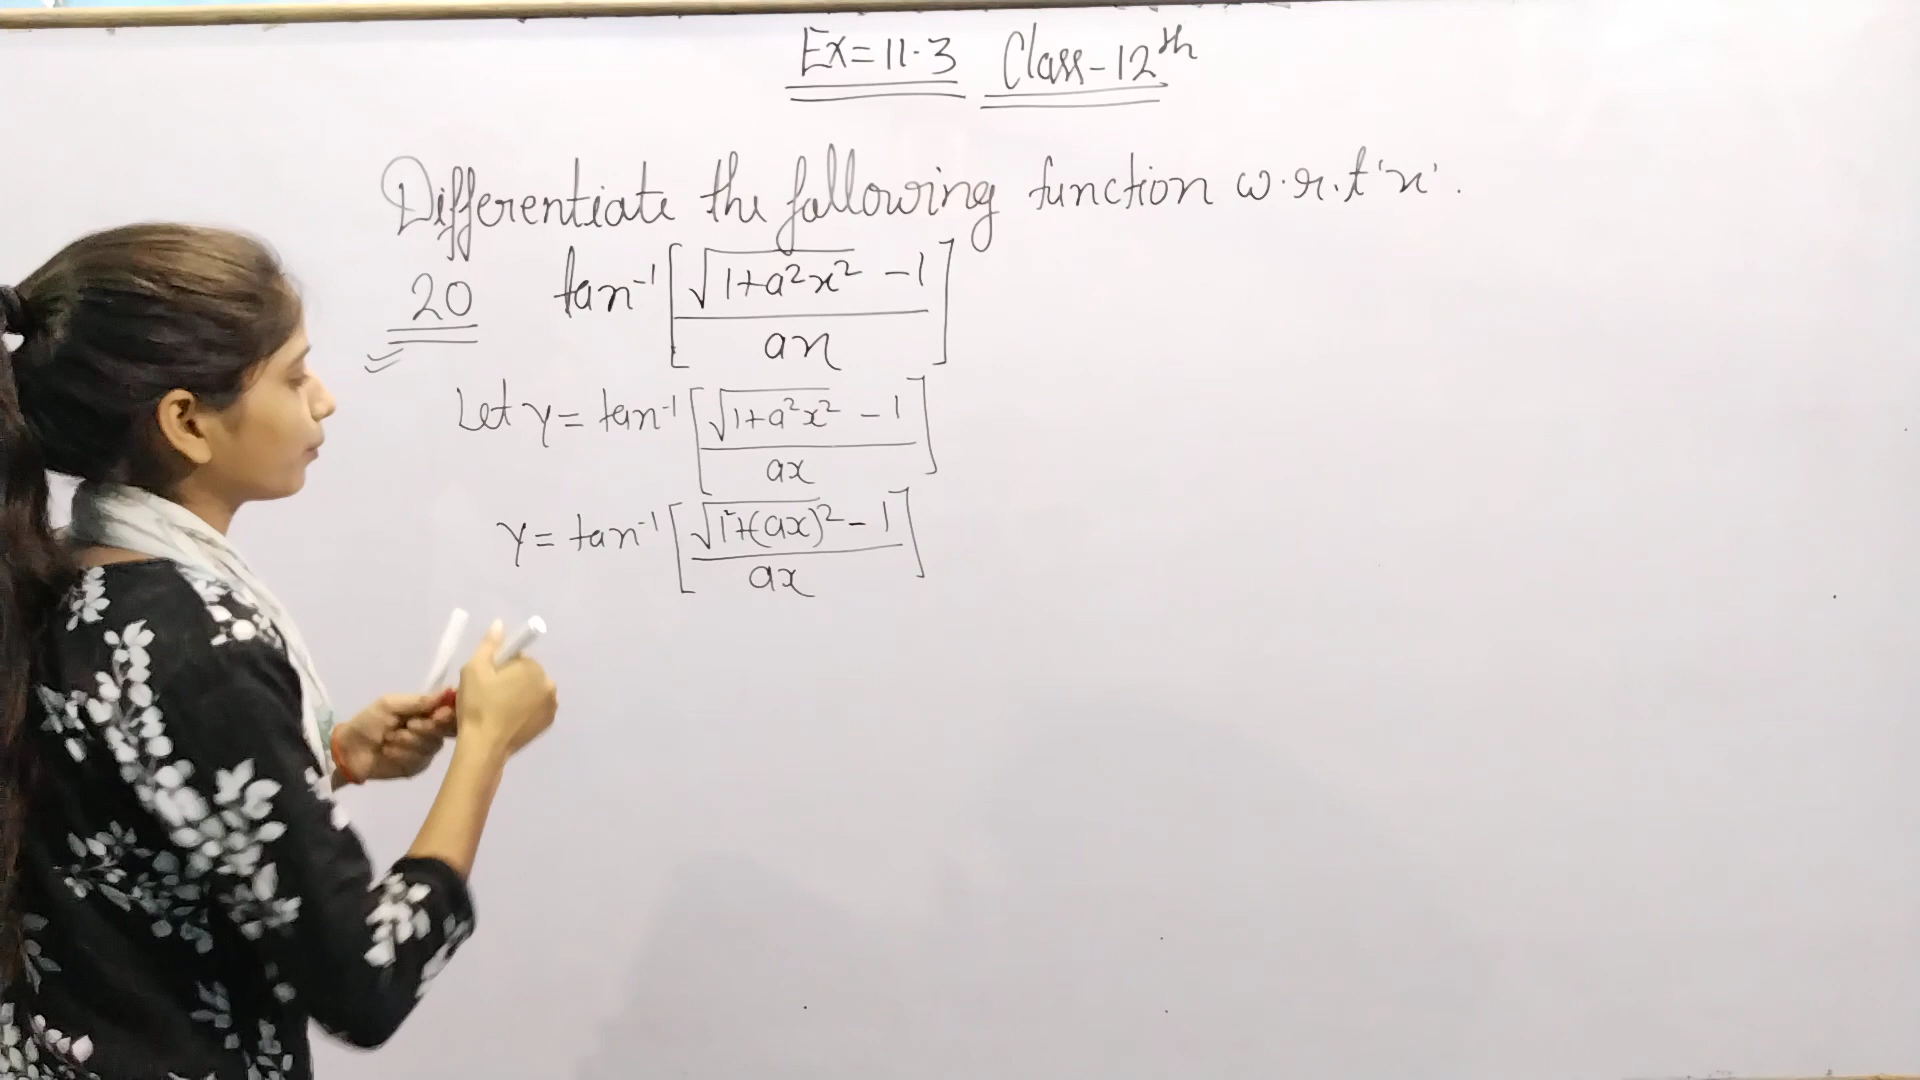 Ex = 11.3 Class-12th
Differentiate the following function w.r.t 'x'.
20 tan⁻¹[(√(1+a²x²) - 1)/(ax)]
Let y = tan⁻¹[(√(1+a²x²) - 1)/(ax)]
y = tan⁻¹[(√(1²+(ax)²) - 1)/(ax)]